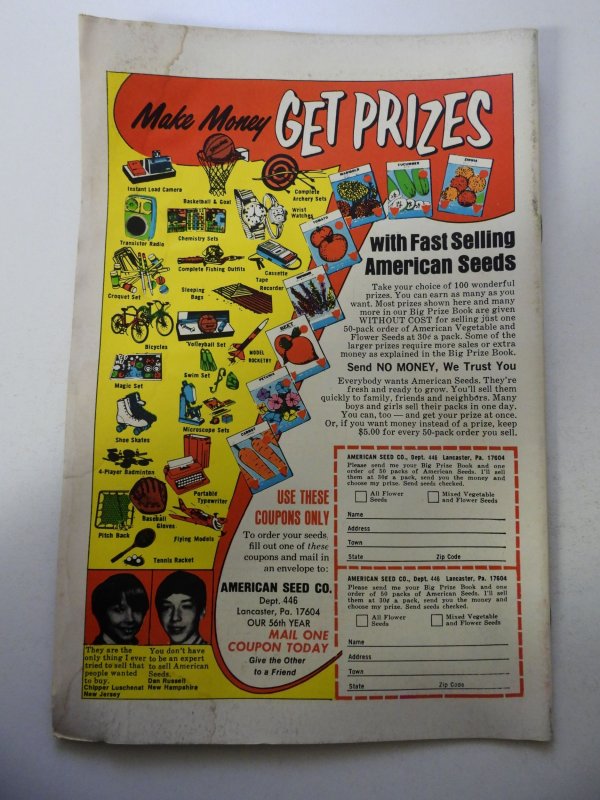 Make Money GET PRIZES
Instant Load Camera
Basketball & Goal
Complete
Archery Sets
Wrist
Watches
Transistor Radio
Chemistry Sets
Complete Fishing Outfits
Cassette
Tape
Recorder
Croquet Set
Sleeping
Bags
Bicycles
Volleyball Set
MODEL
ROCKETRY
Swim Set
Magic Set
Microscope Sets
Shoe Skates
4-Player Badminton
Portable
Typewriter
Pitch Back
Baseball
Gloves
Flying Models
Tennis Racket
MARIGOLD
CUCUMBER
ZINNIA
TOMATO
BEET
PETUNIA
CARROT
with Fast Selling
American Seeds
Take your choice of 100 wonderful
prizes. You can earn as many as you
want. Most prizes shown here and many
more in our Big Prize Book are given
WITHOUT COST for selling just one
50-pack order of American Vegetable and
Flower Seeds at 30¢ a pack. Some of the
larger prizes require more sales or extra
money as explained in the Big Prize Book.
Send NO MONEY, We Trust You
Everybody wants American Seeds. They're
fresh and ready to grow. You'll sell them
quickly to family, friends and neighbors. Many
boys and girls sell their packs in one day.
You can, too — and get your prize at once.
Or, if you want money instead of a prize, keep
$5.00 for every 50-pack order you sell.
USE THESE
COUPONS ONLY
To order your seeds,
fill out one of these
coupons and mail in
an envelope to:
AMERICAN SEED CO.
Dept. 446
Lancaster, Pa. 17604
OUR 56th YEAR
MAIL ONE
COUPON TODAY
Give the Other
to a Friend
They are the
only thing I ever
tried to sell that
people wanted
to buy.
Chipper Luschenat
New Jersey
You don't have
to be an expert
to sell American
Seeds.
Dan Russell
New Hampshire
AMERICAN SEED CO., Dept. 446 Lancaster, Pa. 17604
Please send me your Big Prize Book and one
order of 50 packs of American Seeds. I'll sell
them at 30¢ a pack, send you the money and
choose my prize. Send seeds checked.
All Flower
Seeds
Mixed Vegetable
and Flower Seeds
Name
Address
Town
State Zip Code
AMERICAN SEED CO., Dept. 446 Lancaster, Pa. 17604
Please send me your Big Prize Book and one
order of 50 packs of American Seeds. I'll sell
them at 30¢ a pack, send you the money and
choose my prize. Send seeds checked.
All Flower
Seeds
Mixed Vegetable
and Flower Seeds
Name
Address
Town
State Zip Code